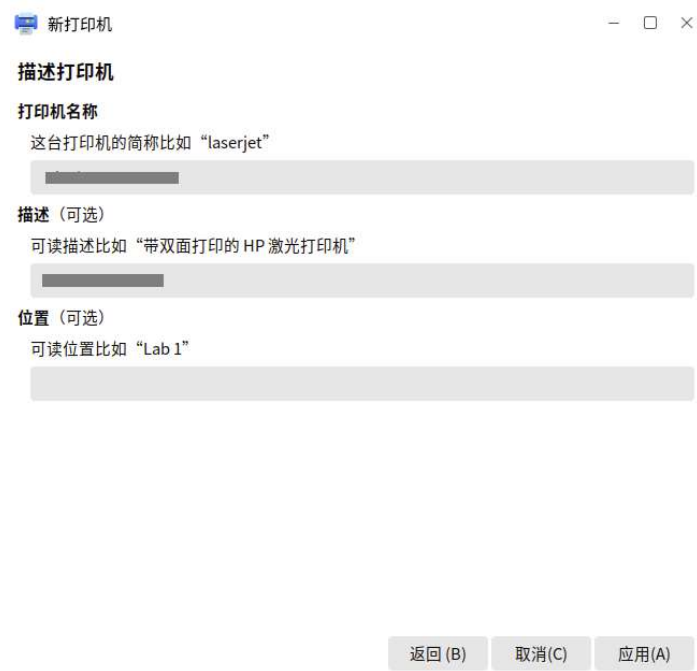 新打印机
描述打印机
打印机名称
这台打印机的简称比如“laserjet”
描述（可选）
可读描述比如“带双面打印的 HP 激光打印机”
位置（可选）
可读位置比如“Lab 1”
返回 (B) 取消(C) 应用(A)